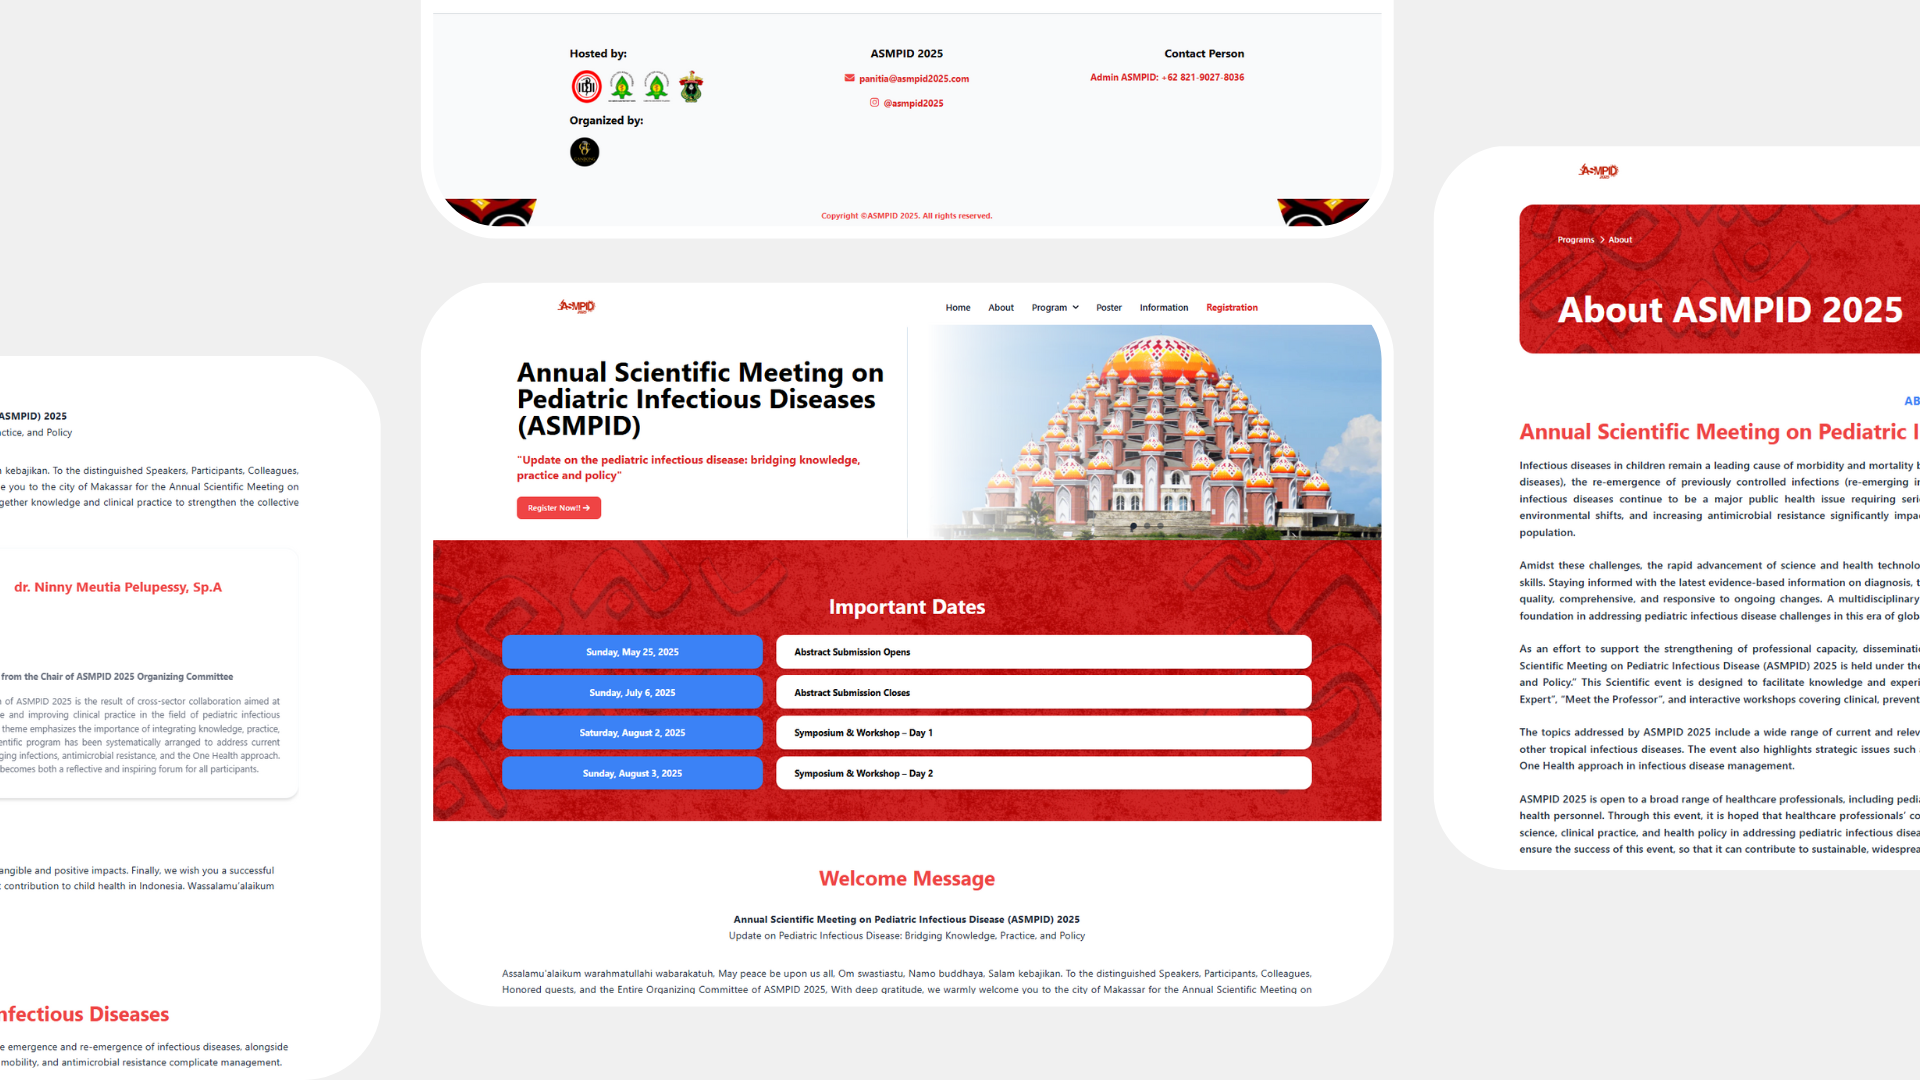 Hosted by:
Organized by:
ASMPID 2025
panitia@asmpid2025.com
@asmpid2025
Contact Person
Admin ASMPID: +62 821-9027-8036
Copyright ©ASMPID 2025. All rights reserved.
ASMPID) 2025
ctice, and Policy
kebajikan. To the distinguished Speakers, Participants, Colleagues,
e you to the city of Makassar for the Annual Scientific Meeting on
gether knowledge and clinical practice to strengthen the collective
dr. Ninny Meutia Pelupessy, Sp.A
from the Chair of ASMPID 2025 Organizing Committee
of ASMPID 2025 is the result of cross-sector collaboration aimed at
e and improving clinical practice in the field of pediatric infectious
theme emphasizes the importance of integrating knowledge, practice,
entific program has been systematically arranged to address current
ging infections, antimicrobial resistance, and the One Health approach.
becomes both a reflective and inspiring forum for all participants.
angible and positive impacts. Finally, we wish you a successful
contribution to child health in Indonesia. Wassalamu'alaikum
nfectious Diseases
e emergence and re-emergence of infectious diseases, alongside
mobility, and antimicrobial resistance complicate management.
ASMPID
2025
Home About Program Poster Information Registration
Annual Scientific Meeting on
Pediatric Infectious Diseases
(ASMPID)
"Update on the pediatric infectious disease: bridging knowledge,
practice and policy"
Register Now!! →
Important Dates
Sunday, May 25, 2025 Abstract Submission Opens
Sunday, July 6, 2025 Abstract Submission Closes
Saturday, August 2, 2025 Symposium & Workshop – Day 1
Sunday, August 3, 2025 Symposium & Workshop – Day 2
Welcome Message
Annual Scientific Meeting on Pediatric Infectious Disease (ASMPID) 2025
Update on Pediatric Infectious Disease: Bridging Knowledge, Practice, and Policy
Assalamu'alaikum warahmatullahi wabarakatuh, May peace be upon us all, Om swastiastu, Namo buddhaya, Salam kebajikan. To the distinguished Speakers, Participants, Colleagues,
Honored guests, and the Entire Organizing Committee of ASMPID 2025, With deep gratitude, we warmly welcome you to the city of Makassar for the Annual Scientific Meeting on
ASMPID
2025
Programs > About
About ASMPID 2025
AB
Annual Scientific Meeting on Pediatric I
Infectious diseases in children remain a leading cause of morbidity and mortality b
diseases), the re-emergence of previously controlled infections (re-emerging in
infectious diseases continue to be a major public health issue requiring seri
environmental shifts, and increasing antimicrobial resistance significantly impa
population.
Amidst these challenges, the rapid advancement of science and health technolo
skills. Staying informed with the latest evidence-based information on diagnosis, t
quality, comprehensive, and responsive to ongoing changes. A multidisciplinary
foundation in addressing pediatric infectious disease challenges in this era of glob
As an effort to support the strengthening of professional capacity, disseminatio
Scientific Meeting on Pediatric Infectious Disease (ASMPID) 2025 is held under the
and Policy." This Scientific event is designed to facilitate knowledge and experi
Expert", "Meet the Professor", and interactive workshops covering clinical, prevent
The topics addressed by ASMPID 2025 include a wide range of current and relev
other tropical infectious diseases. The event also highlights strategic issues such
One Health approach in infectious disease management.
ASMPID 2025 is open to a broad range of healthcare professionals, including pedi
health personnel. Through this event, it is hoped that healthcare professionals' co
science, clinical practice, and health policy in addressing pediatric infectious disea
ensure the success of this event, so that it can contribute to sustainable, widesprea